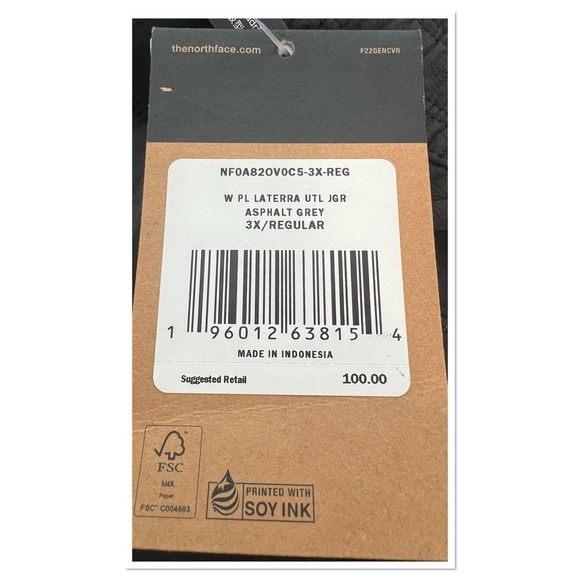 thenorthface.com F22GENCVR
NF0A82OV0C5-3X-REG
W PL LATERRA UTL JGR
ASPHALT GREY
3X/REGULAR
1 96012 63815 4
MADE IN INDONESIA
Suggested Retail 100.00
FSC
MIX
Paper
FSC™ C004683
PRINTED WITH
SOY INK